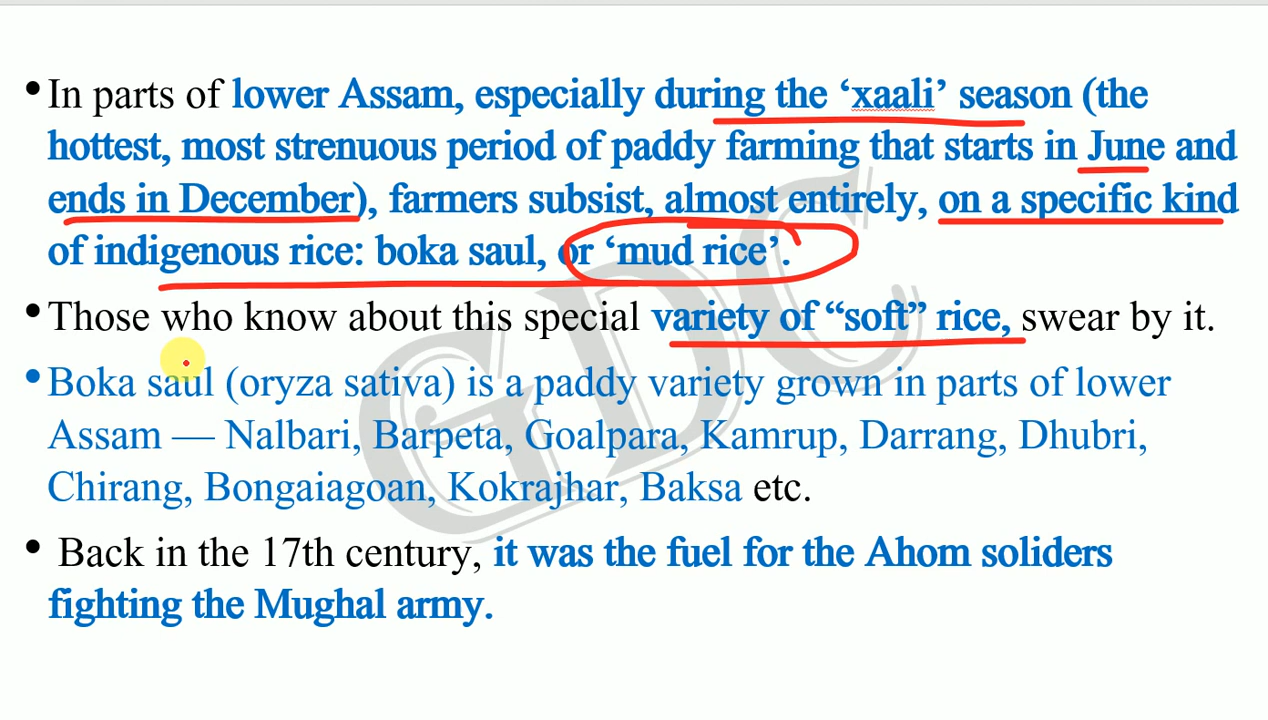 •In parts of lower Assam, especially during the ‘xaali’ season (the
hottest, most strenuous period of paddy farming that starts in June and
ends in December), farmers subsist, almost entirely, on a specific kind
of indigenous rice: boka saul, or ‘mud rice’.
•Those who know about this special variety of “soft” rice, swear by it.
•Boka saul (oryza sativa) is a paddy variety grown in parts of lower
Assam — Nalbari, Barpeta, Goalpara, Kamrup, Darrang, Dhubri,
Chirang, Bongaiagoan, Kokrajhar, Baksa etc.
• Back in the 17th century, it was the fuel for the Ahom soliders
fighting the Mughal army.
GDC